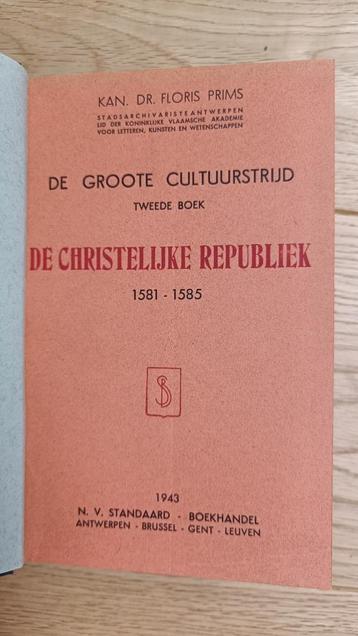 KAN. DR. FLORIS PRIMS
STADSARCHIVARIS TE ANTWERPEN
LID DER KONINKLIJKE VLAAMSCHE AKADEMIE
VOOR LETTEREN, KUNSTEN EN WETENSCHAPPEN
DE GROOTE CULTUURSTRIJD
TWEEDE BOEK
DE CHRISTELIJKE REPUBLIEK
1581 - 1585
1943
N. V. STANDAARD - BOEKHANDEL
ANTWERPEN - BRUSSEL - GENT - LEUVEN